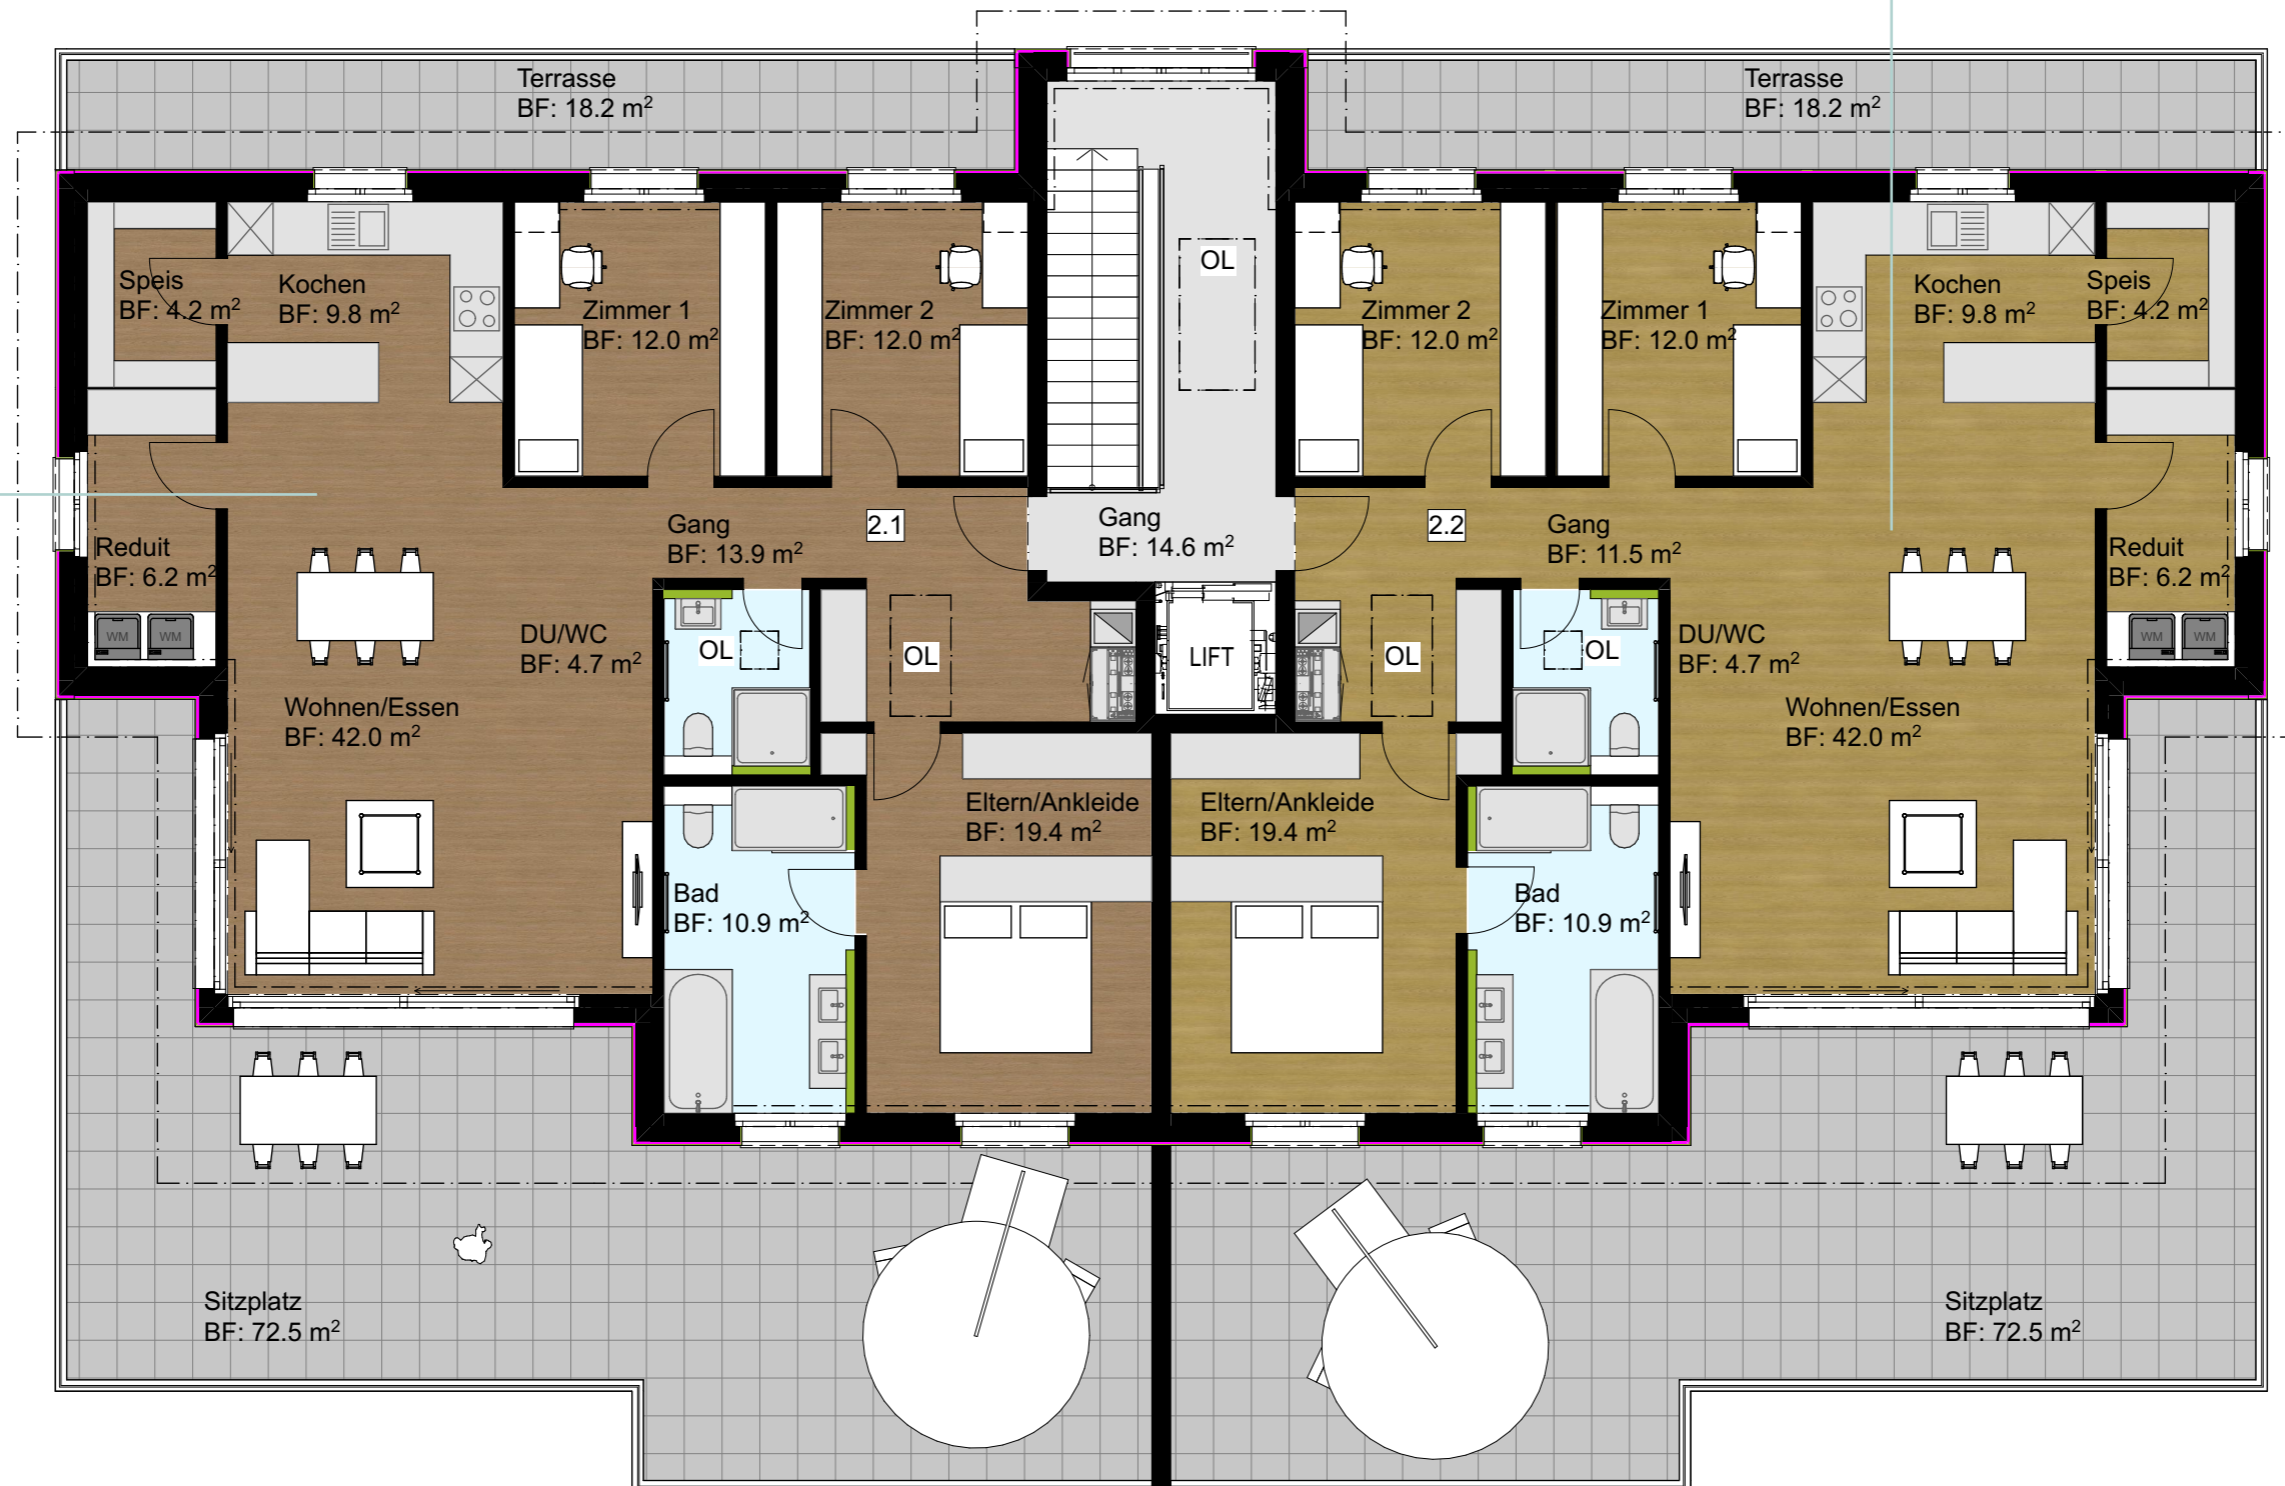 Terrasse
BF: 18.2 m²
Terrasse
BF: 18.2 m²
Speis
BF: 4.2 m²
Kochen
BF: 9.8 m²
Zimmer 1
BF: 12.0 m²
Zimmer 2
BF: 12.0 m²
OL
Zimmer 2
BF: 12.0 m²
Zimmer 1
BF: 12.0 m²
Kochen
BF: 9.8 m²
Speis
BF: 4.2 m²
Reduit
BF: 6.2 m²
Gang
BF: 13.9 m²
2.1
Gang
BF: 14.6 m²
2.2
Gang
BF: 11.5 m²
Reduit
BF: 6.2 m²
WM
WM
DU/WC
BF: 4.7 m²
OL
OL
LIFT
OL
OL
DU/WC
BF: 4.7 m²
WM
WM
Wohnen/Essen
BF: 42.0 m²
Wohnen/Essen
BF: 42.0 m²
Eltern/Ankleide
BF: 19.4 m²
Eltern/Ankleide
BF: 19.4 m²
Bad
BF: 10.9 m²
Bad
BF: 10.9 m²
Sitzplatz
BF: 72.5 m²
Sitzplatz
BF: 72.5 m²